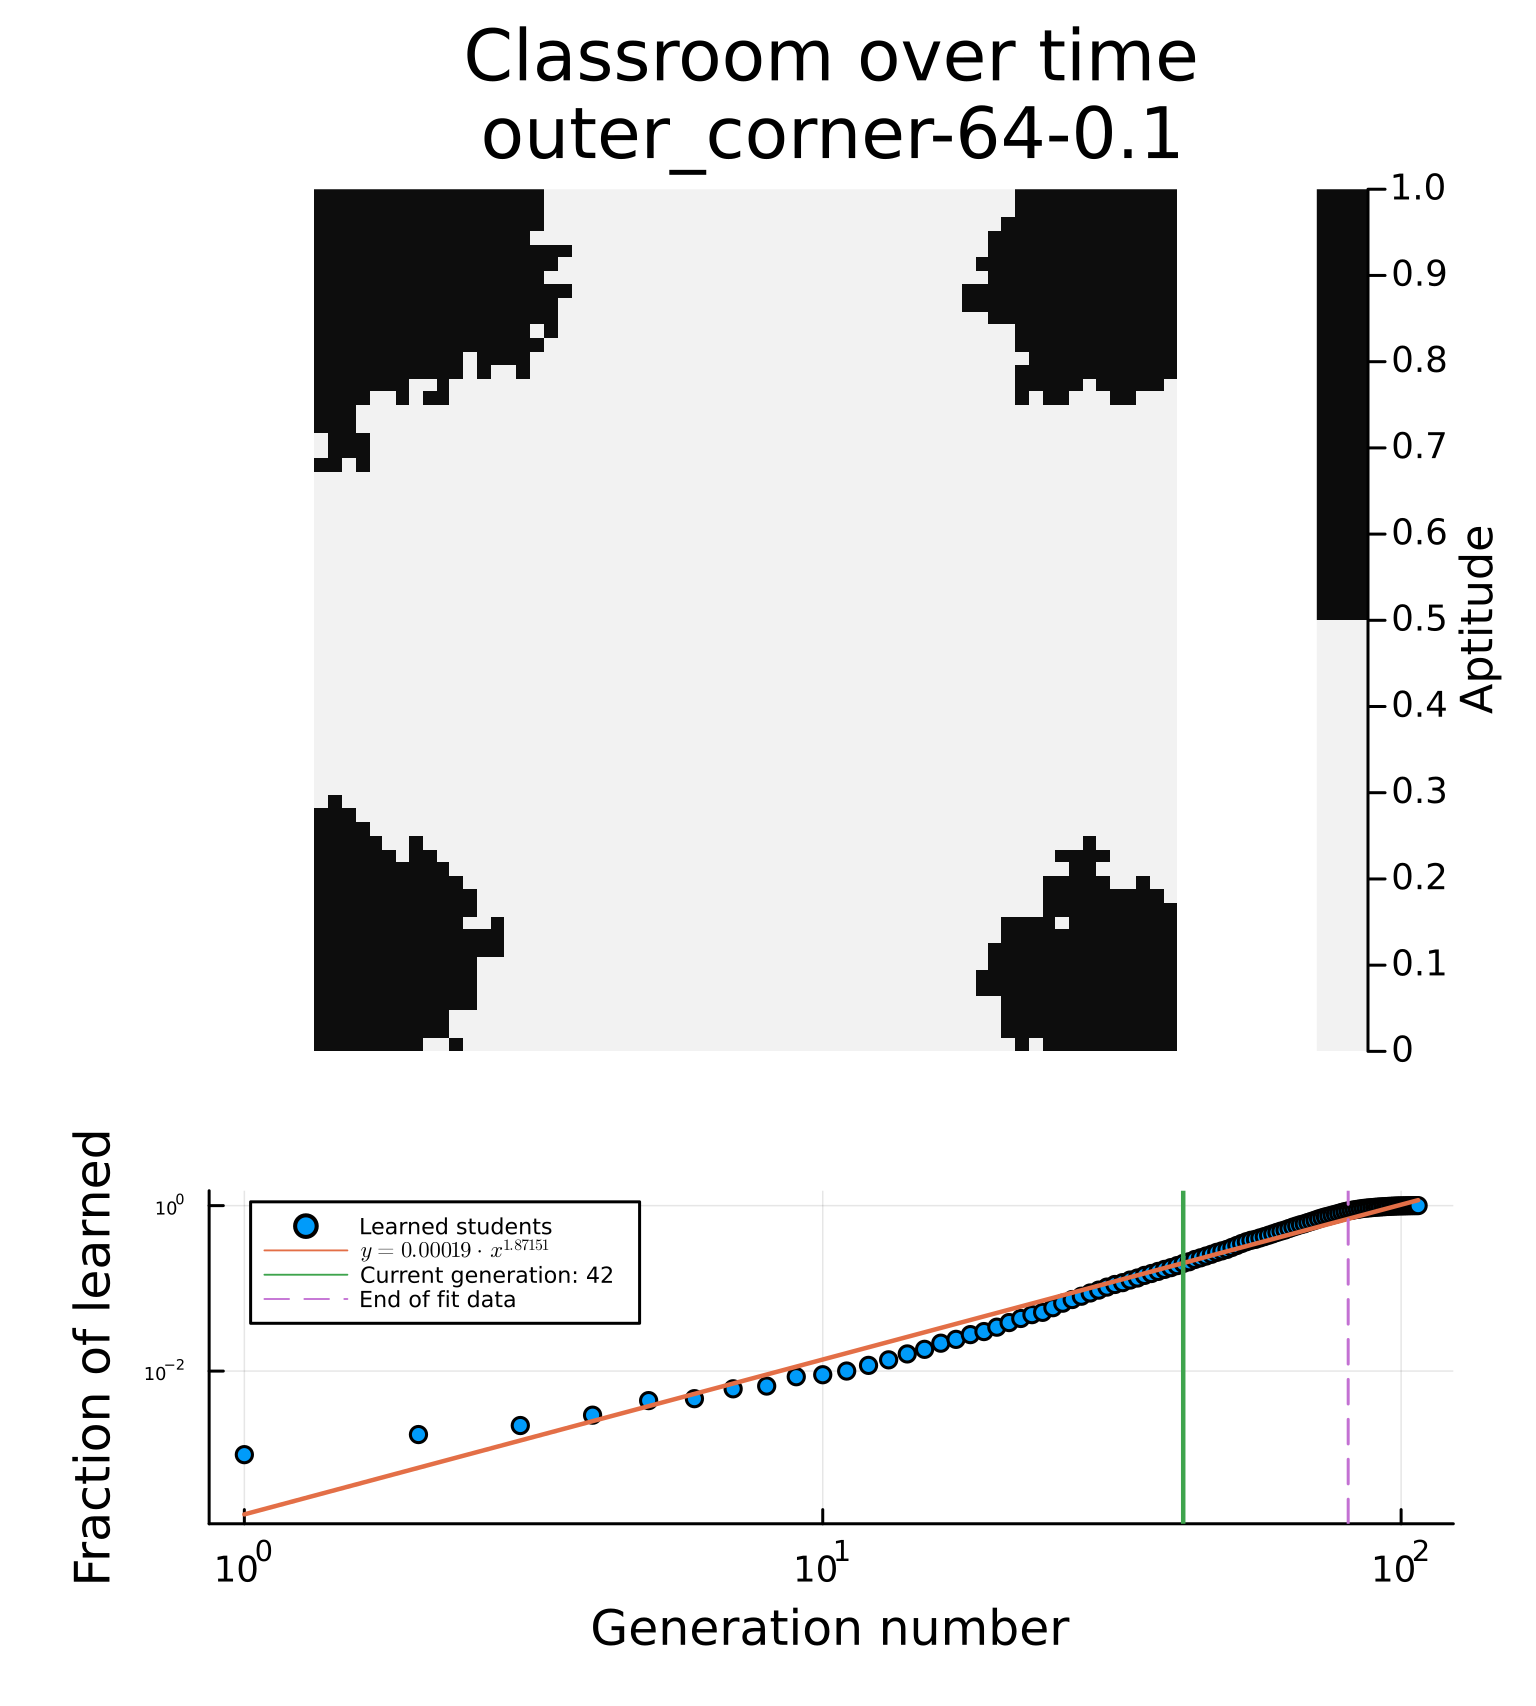 Classroom over time
outer_corner-64-0.1
1.0
0.9
0.8
0.7
0.6
0.5
0.4
0.3
0.2
0.1
0
Aptitude
Fraction of learned
10^0
10^−2
Learned students
y = 0.00019 · x^1.87151
Current generation: 42
End of fit data
10^0
10^1
10^2
Generation number